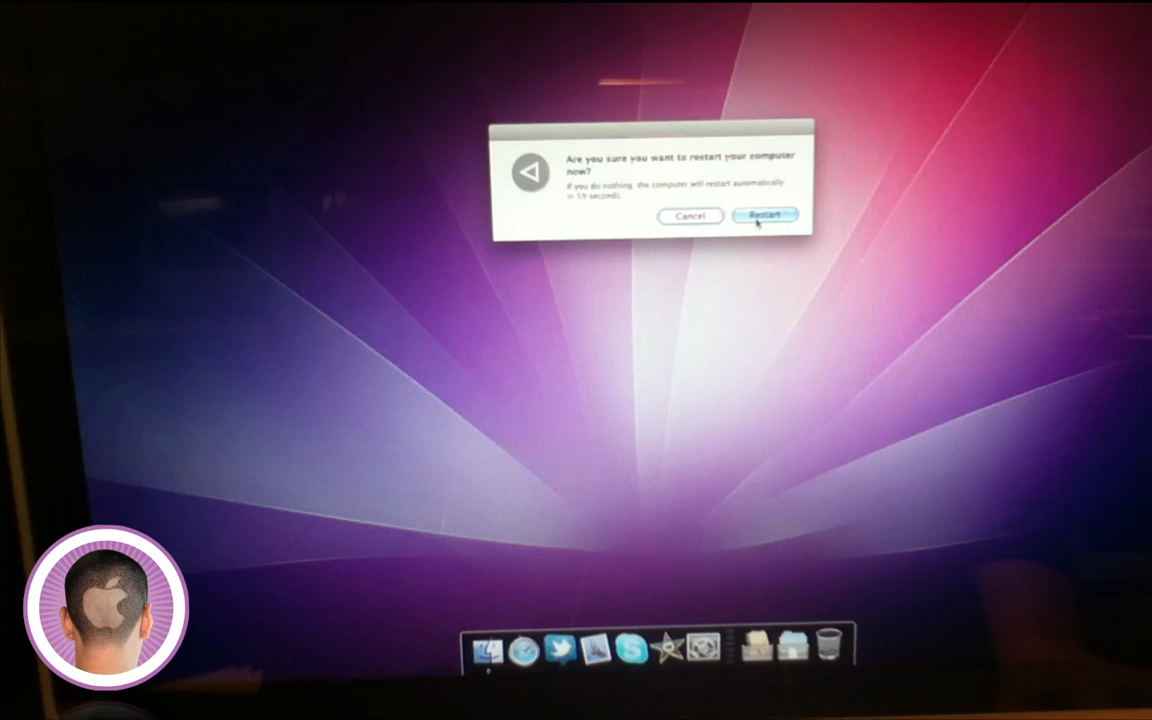 Are you sure you want to restart your computer
now?
If you do nothing, the computer will restart automatically
in 59 seconds.
Cancel
Restart